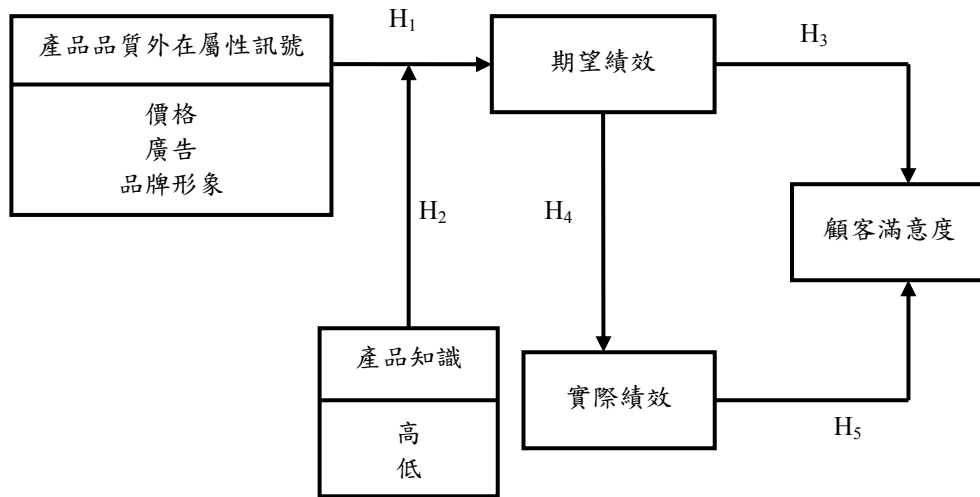 H₁
H₃
產品品質外在屬性訊號
期望績效
價格
廣告
品牌形象
H₂
H₄
顧客滿意度
產品知識
實際績效
H₅
高
低